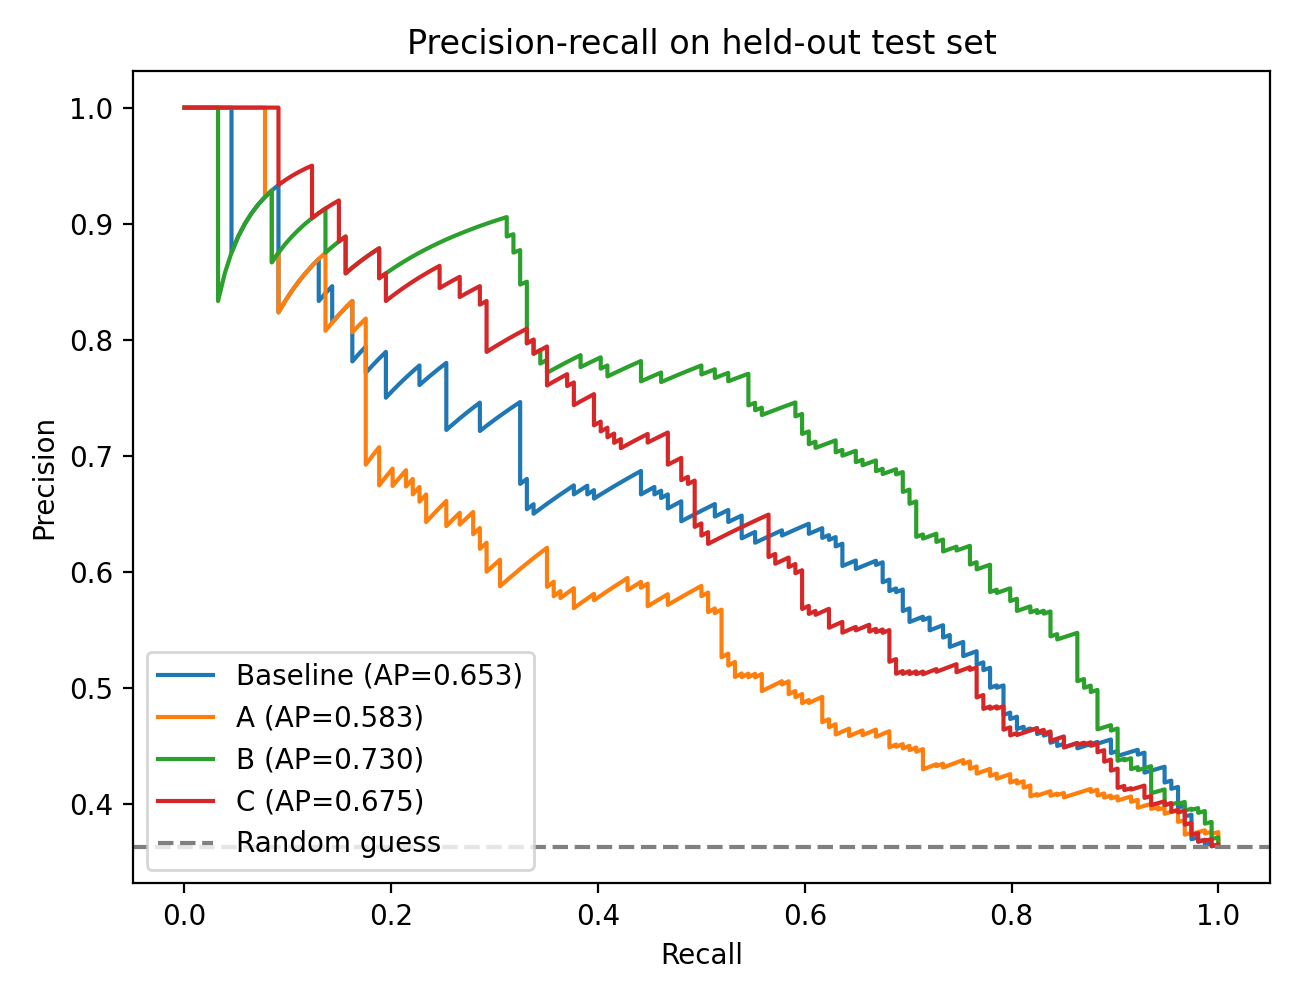 Precision-recall on held-out test set
Precision
1.0
0.9
0.8
0.7
0.6
0.5
0.4
Baseline (AP=0.653)
A (AP=0.583)
B (AP=0.730)
C (AP=0.675)
Random guess
0.0 0.2 0.4 0.6 0.8 1.0
Recall